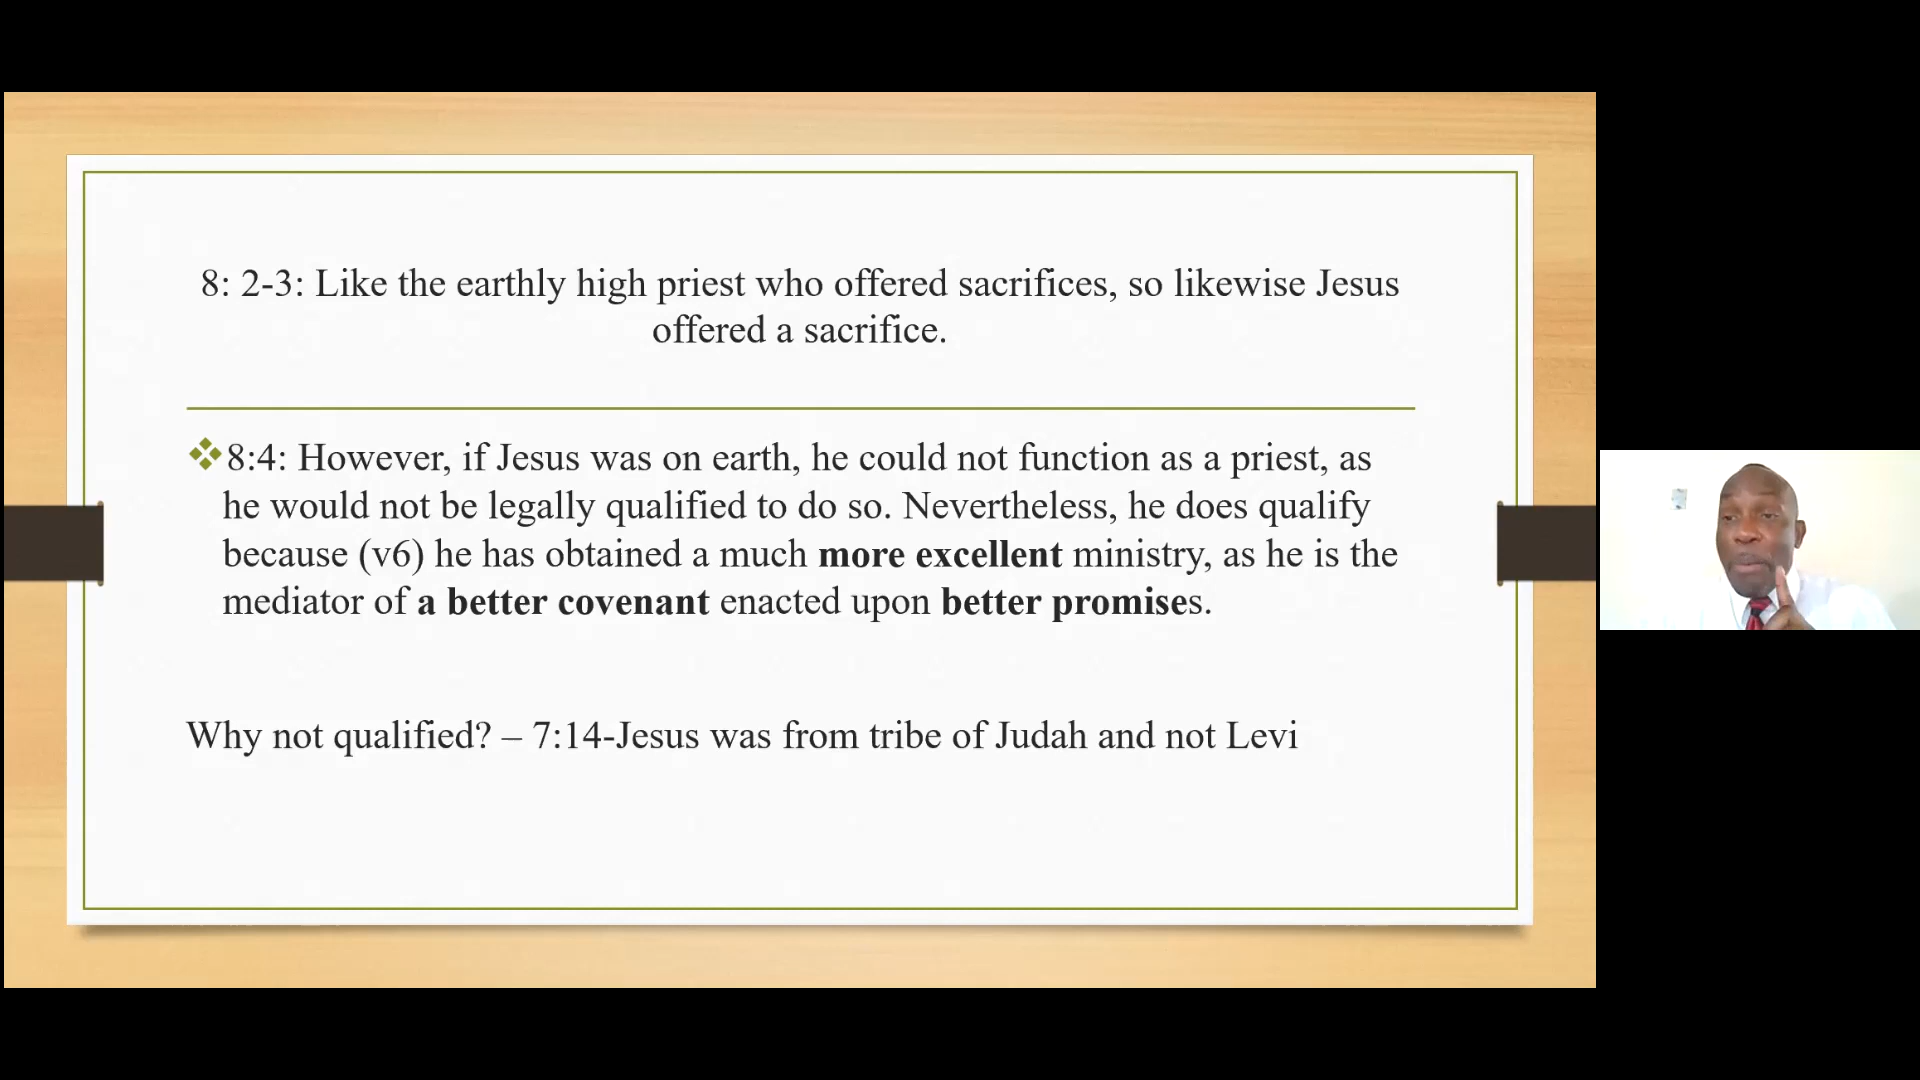 8: 2-3: Like the earthly high priest who offered sacrifices, so likewise Jesus
offered a sacrifice.
8:4: However, if Jesus was on earth, he could not function as a priest, as
he would not be legally qualified to do so. Nevertheless, he does qualify
because (v6) he has obtained a much more excellent ministry, as he is the
mediator of a better covenant enacted upon better promises.
Why not qualified? – 7:14-Jesus was from tribe of Judah and not Levi